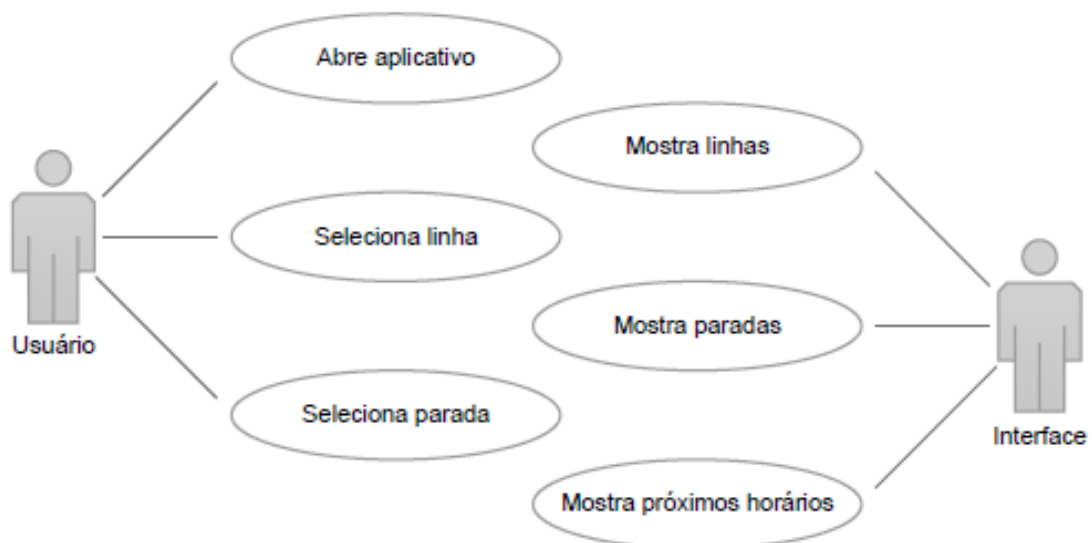 Abre aplicativo
Mostra linhas
Seleciona linha
Mostra paradas
Usuário
Seleciona parada
Interface
Mostra próximos horários